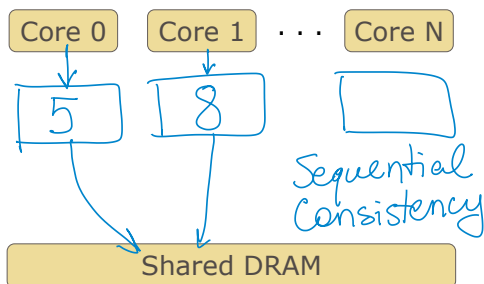 Core 0 Core 1 · · · Core N
5 8
Sequential
Consistency
Shared DRAM